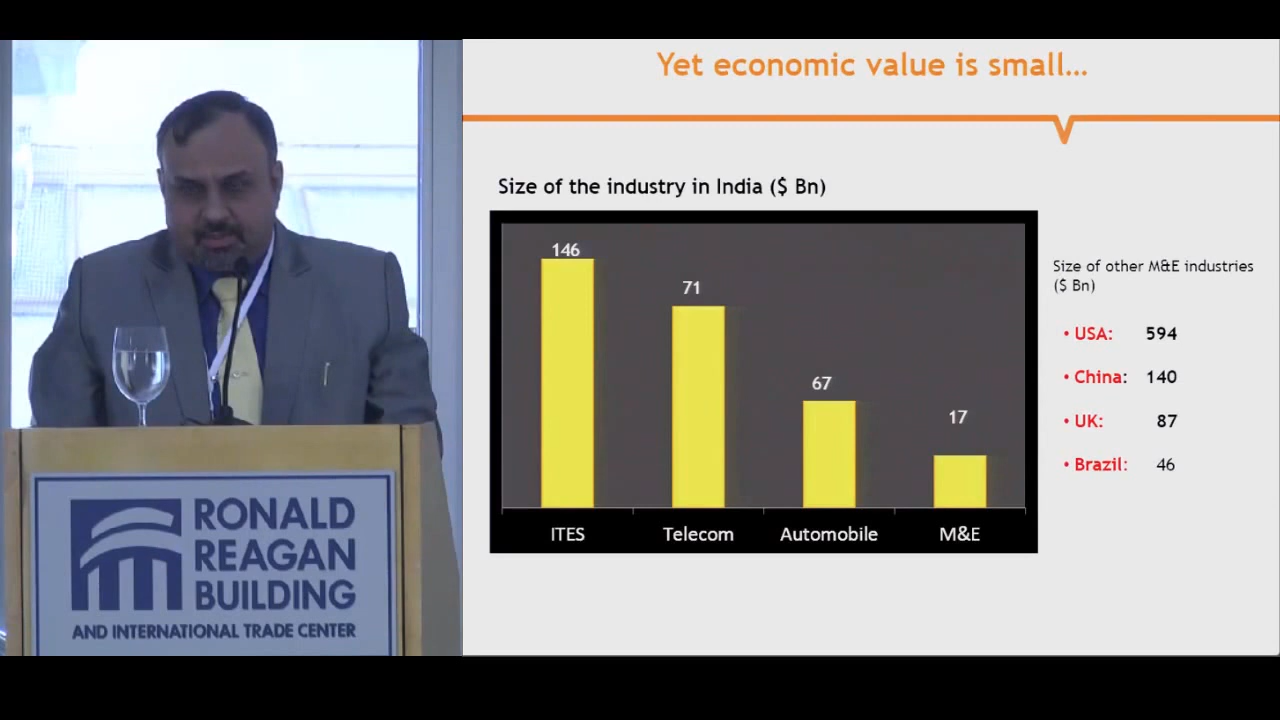 Yet economic value is small...
Size of the industry in India ($ Bn)
146
71
67
17
ITES
Telecom
Automobile
M&E
Size of other M&E industries
($ Bn)
• USA: 594
• China: 140
• UK: 87
• Brazil: 46
RONALD
REAGAN
BUILDING
AND INTERNATIONAL TRADE CENTER